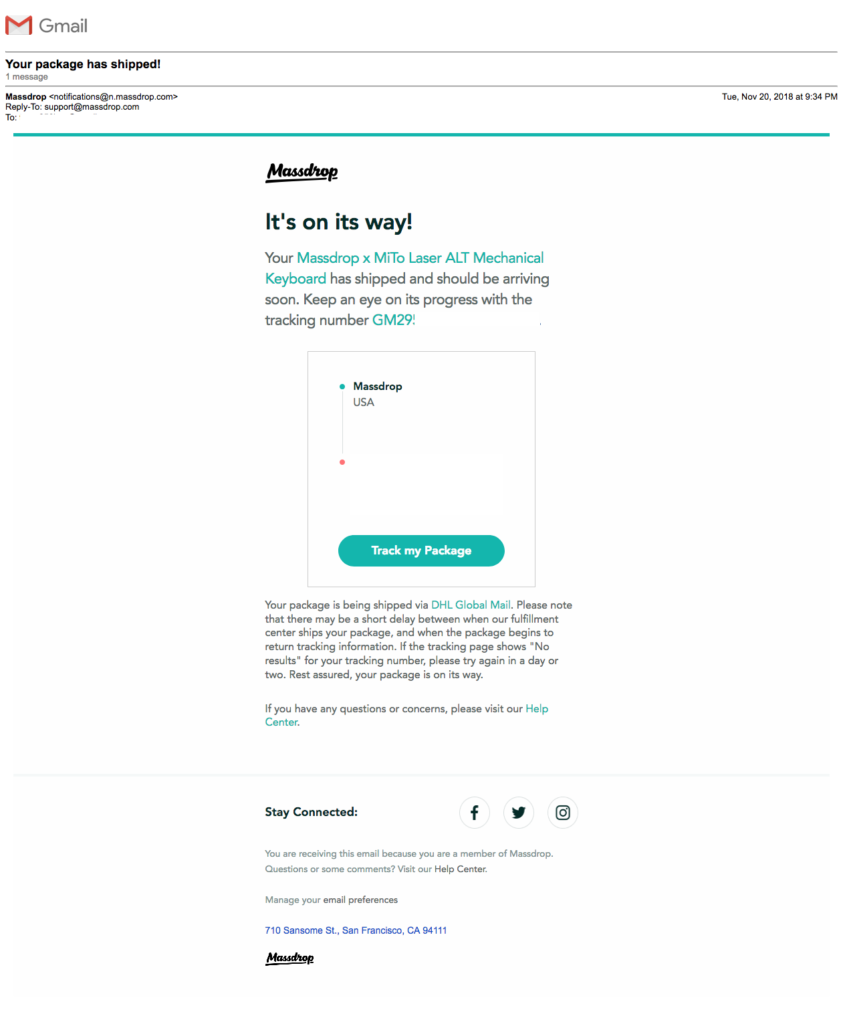 Gmail
Your package has shipped!
1 message
Massdrop <notifications@n.massdrop.com> Tue, Nov 20, 2018 at 9:34 PM
Reply-To: support@massdrop.com
To:
Massdrop
It's on its way!
Your Massdrop x MiTo Laser ALT Mechanical
Keyboard has shipped and should be arriving
soon. Keep an eye on its progress with the
tracking number GM29
Massdrop
USA
Track my Package
Your package is being shipped via DHL Global Mail. Please note
that there may be a short delay between when our fulfillment
center ships your package, and when the package begins to
return tracking information. If the tracking page shows "No
results" for your tracking number, please try again in a day or
two. Rest assured, your package is on its way.
If you have any questions or concerns, please visit our Help
Center.
Stay Connected:
You are receiving this email because you are a member of Massdrop.
Questions or some comments? Visit our Help Center.
Manage your email preferences
710 Sansome St., San Francisco, CA 94111
Massdrop